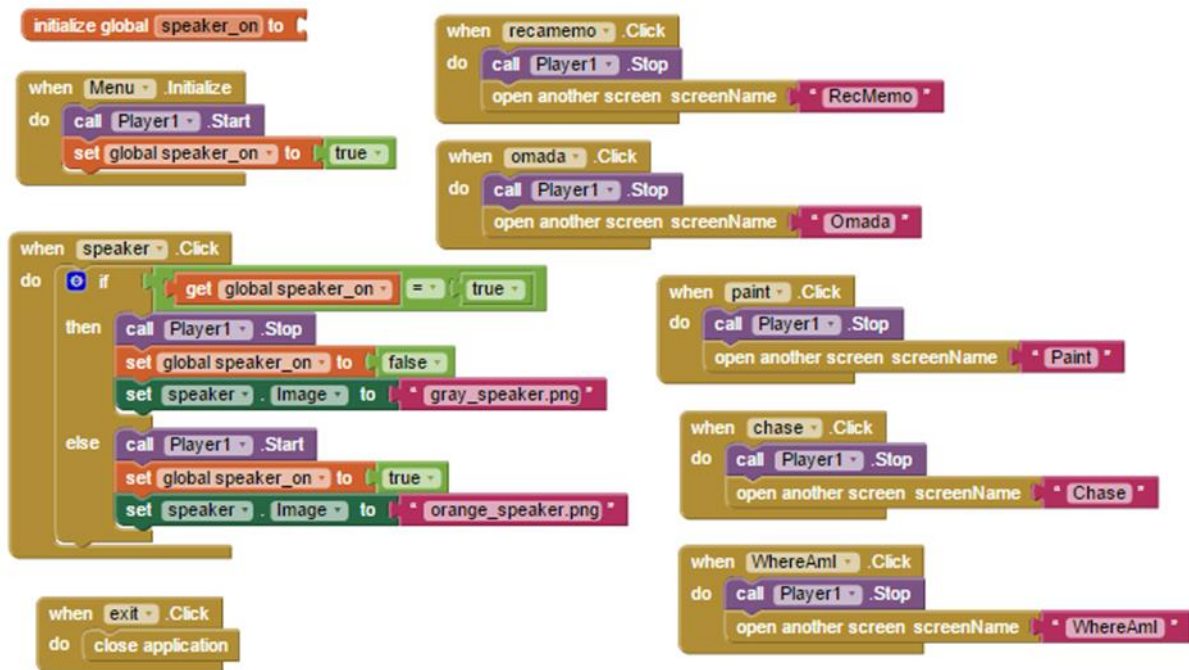 initialize global speaker_on to
when Menu .Initialize
do call Player1 .Start
set global speaker_on to true
when speaker .Click
do if get global speaker_on = true
then call Player1 .Stop
set global speaker_on to false
set speaker . Image to " gray_speaker.png "
else call Player1 .Start
set global speaker_on to true
set speaker . Image to " orange_speaker.png "
when exit .Click
do close application
when recamemo .Click
do call Player1 .Stop
open another screen screenName " RecMemo "
when omada .Click
do call Player1 .Stop
open another screen screenName " Omada "
when paint .Click
do call Player1 .Stop
open another screen screenName " Paint "
when chase .Click
do call Player1 .Stop
open another screen screenName " Chase "
when WhereAmI .Click
do call Player1 .Stop
open another screen screenName " WhereAmI "